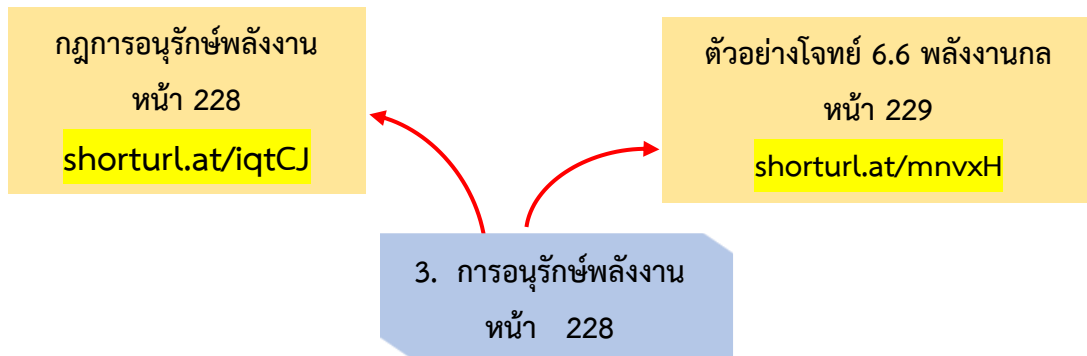 กฎการอนุรักษ์พลังงาน
หน้า 228
shorturl.at/iqtCJ
ตัวอย่างโจทย์ 6.6 พลังงานกล
หน้า 229
shorturl.at/mnvxH
3. การอนุรักษ์พลังงาน
หน้า 228